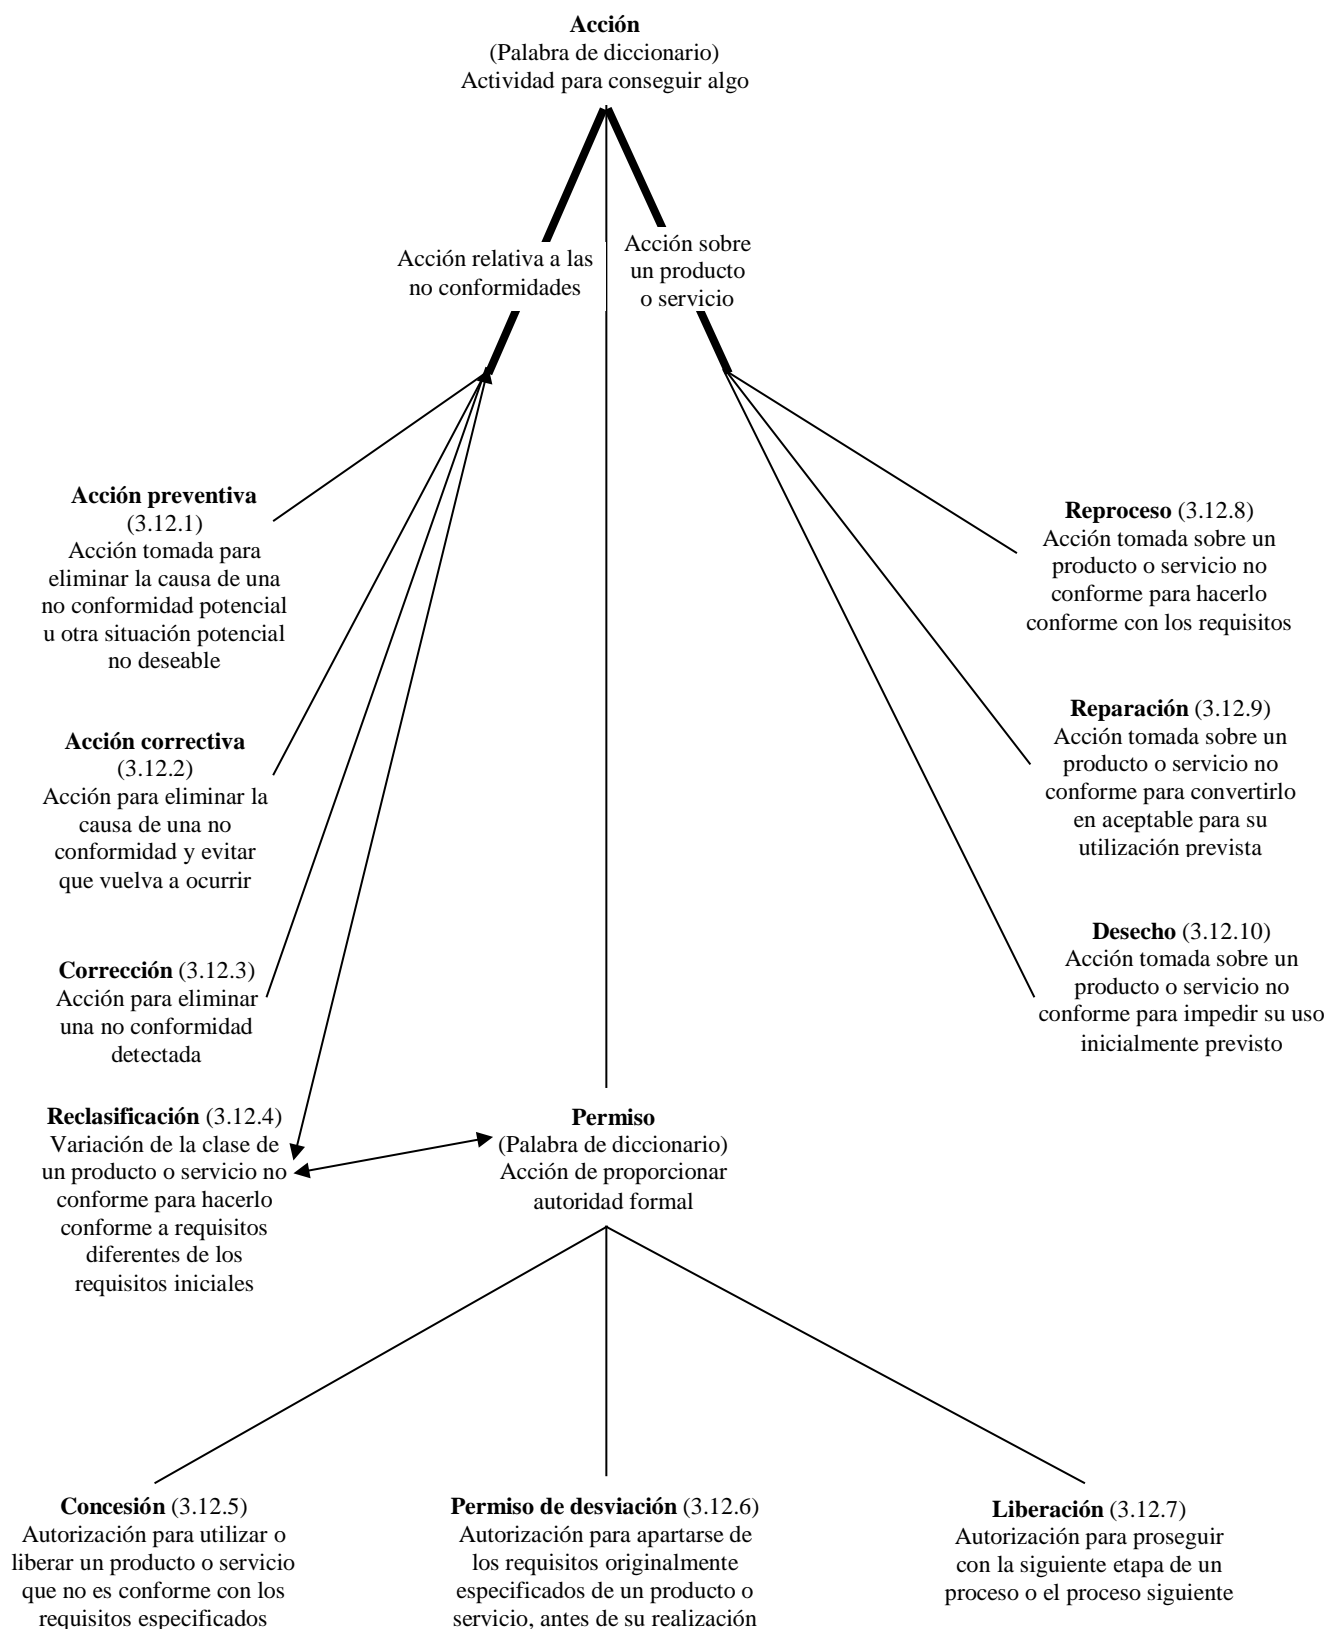 Acción
(Palabra de diccionario)
Actividad para conseguir algo
Acción relativa a las
no conformidades
Acción sobre
un producto
o servicio
Acción preventiva
(3.12.1)
Acción tomada para
eliminar la causa de una
no conformidad potencial
u otra situación potencial
no deseable
Reproceso (3.12.8)
Acción tomada sobre un
producto o servicio no
conforme para hacerlo
conforme con los requisitos
Acción correctiva
(3.12.2)
Acción para eliminar la
causa de una no
conformidad y evitar
que vuelva a ocurrir
Reparación (3.12.9)
Acción tomada sobre un
producto o servicio no
conforme para convertirlo
en aceptable para su
utilización prevista
Corrección (3.12.3)
Acción para eliminar
una no conformidad
detectada
Desecho (3.12.10)
Acción tomada sobre un
producto o servicio no
conforme para impedir su uso
inicialmente previsto
Reclasificación (3.12.4)
Variación de la clase de
un producto o servicio no
conforme para hacerlo
conforme a requisitos
diferentes de los
requisitos iniciales
Permiso
(Palabra de diccionario)
Acción de proporcionar
autoridad formal
Concesión (3.12.5)
Autorización para utilizar o
liberar un producto o servicio
que no es conforme con los
requisitos especificados
Permiso de desviación (3.12.6)
Autorización para apartarse de
los requisitos originalmente
especificados de un producto o
servicio, antes de su realización
Liberación (3.12.7)
Autorización para proseguir
con la siguiente etapa de un
proceso o el proceso siguiente